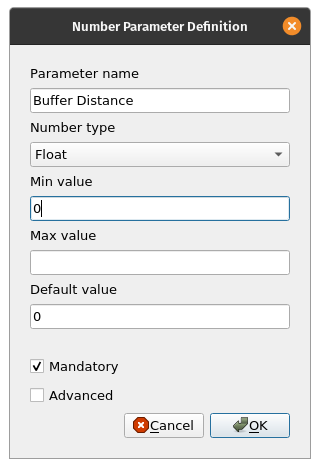 Number Parameter Definition
Parameter name
Buffer Distance
Number type
Float
Min value
0
Max value
Default value
0
Mandatory
Advanced
Cancel
OK